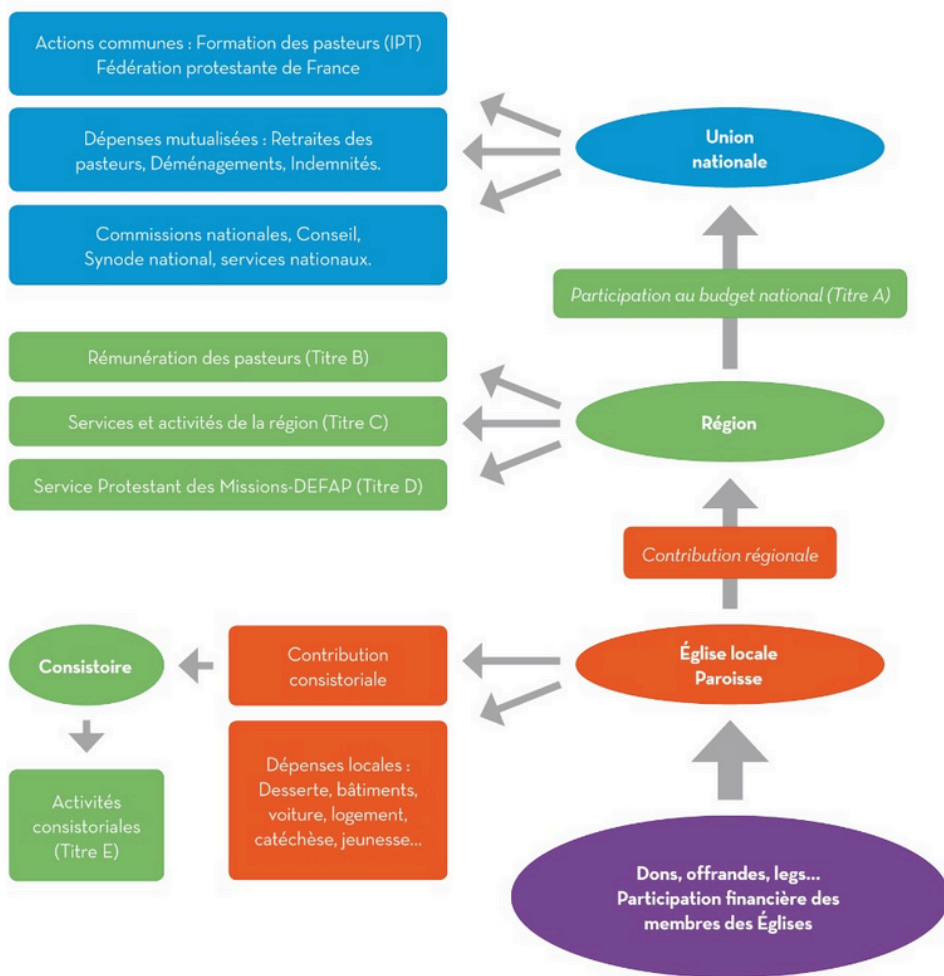 Actions communes : Formation des pasteurs (IPT)
Fédération protestante de France
Dépenses mutualisées : Retraites des
pasteurs, Déménagements, Indemnités.
Commissions nationales, Conseil,
Synode national, services nationaux.
Union
nationale
Participation au budget national (Titre A)
Rémunération des pasteurs (Titre B)
Services et activités de la région (Titre C)
Service Protestant des Missions-DEFAP (Titre D)
Région
Contribution régionale
Consistoire
Contribution
consistoriale
Église locale
Paroisse
Activités
consistoriales
(Titre E)
Dépenses locales :
Desserte, bâtiments,
voiture, logement,
catéchèse, jeunesse...
Dons, offrandes, legs...
Participation financière des
membres des Églises